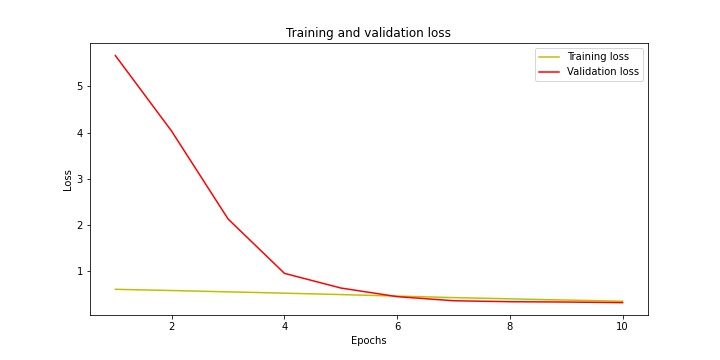 Training and validation loss
Training loss
Validation loss
5
4
3
2
1
Loss
2 4 6 8 10
Epochs